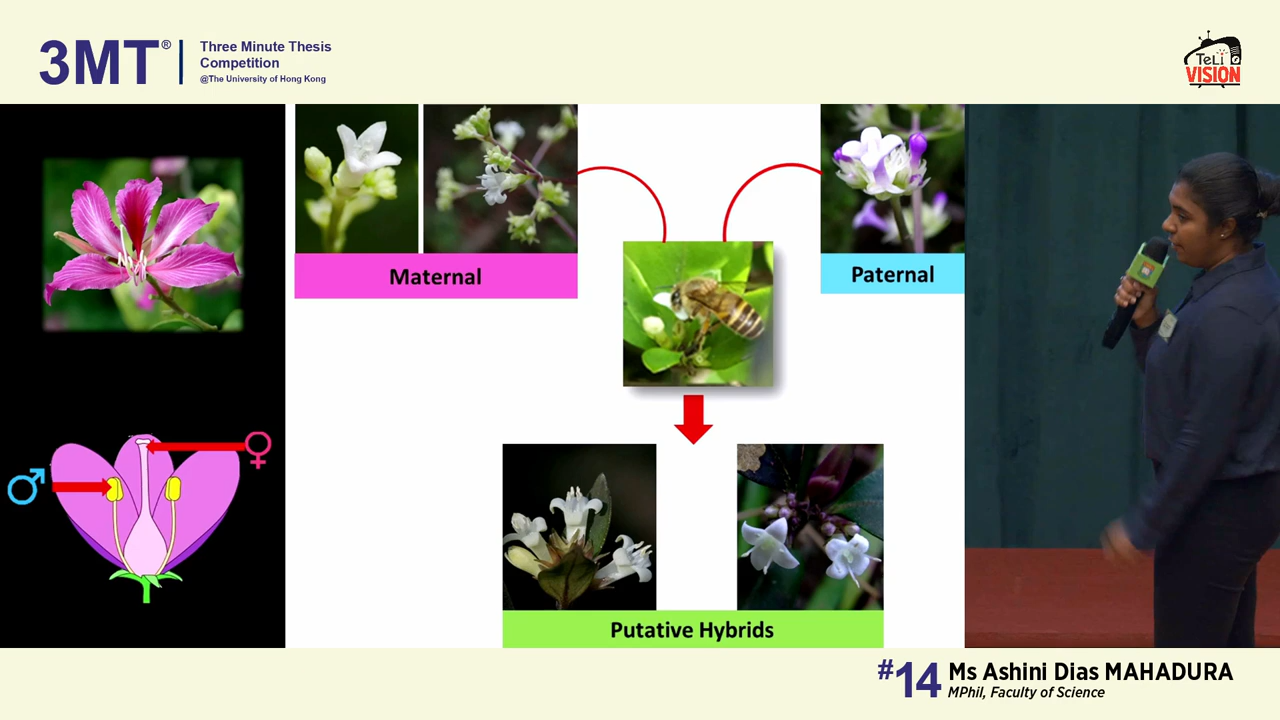 3MT®
Three Minute Thesis
Competition
@The University of Hong Kong
TeLi
VISION
Maternal
Paternal
Putative Hybrids
#14
Ms Ashini Dias MAHADURA
MPhil, Faculty of Science